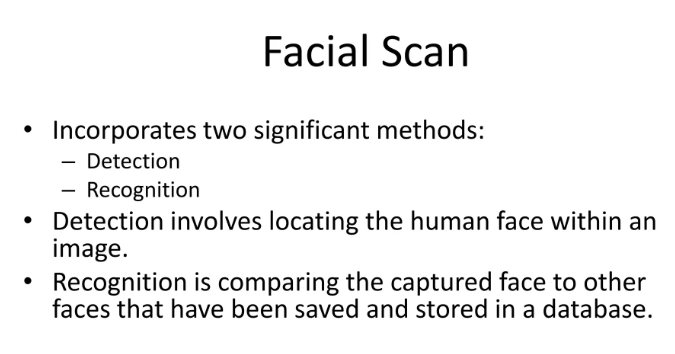 Facial Scan
• Incorporates two significant methods:
– Detection
– Recognition
• Detection involves locating the human face within an
image.
• Recognition is comparing the captured face to other
faces that have been saved and stored in a database.